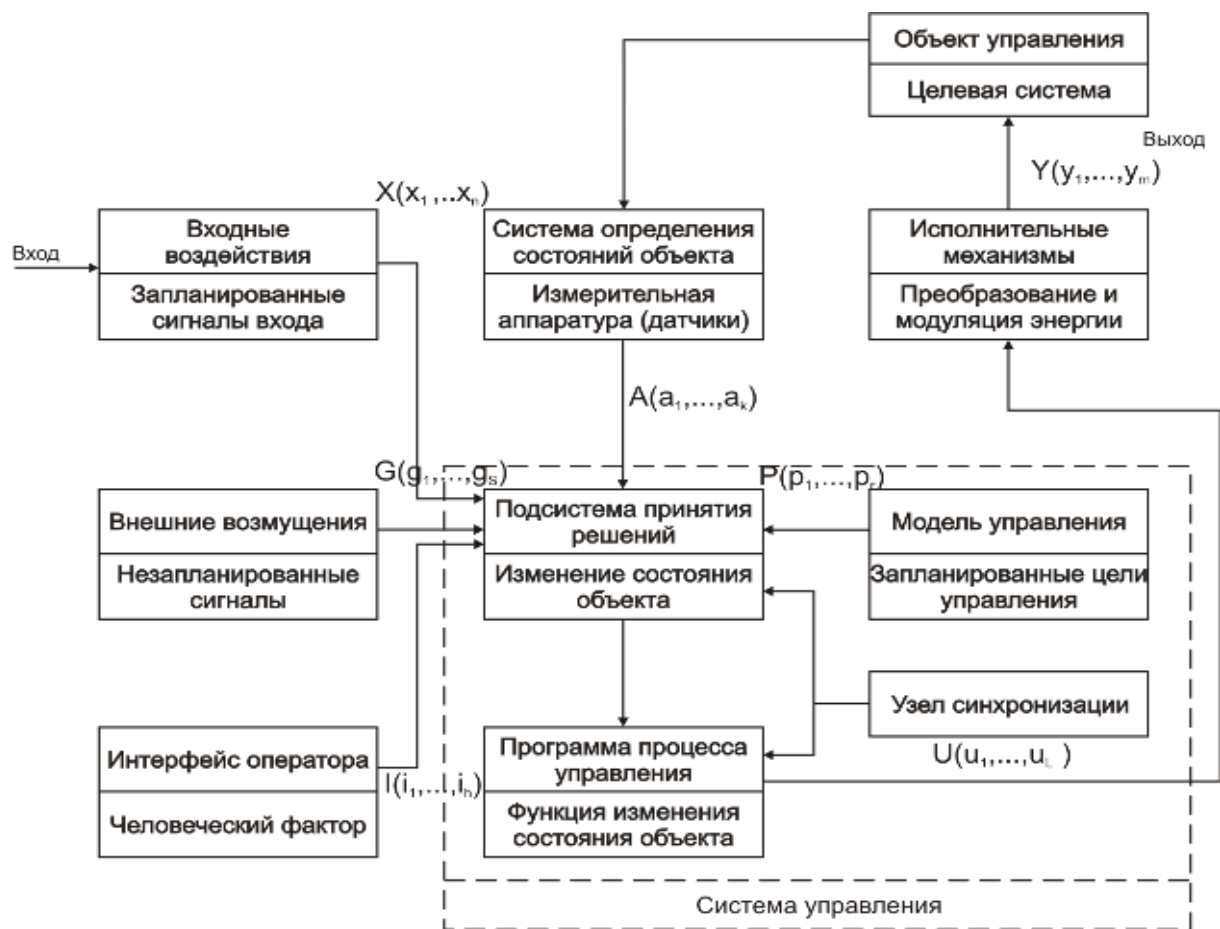 Объект управления
Целевая система
Выход
Y(y₁,...,yₘ)
X(x₁,..xₙ)
Вход
Входные
воздействия
Запланированные
сигналы входа
Система определения
состояний объекта
Измерительная
аппаратура (датчики)
Исполнительные
механизмы
Преобразование и
модуляция энергии
A(a₁,...,aₖ)
G(g₁,...,gₛ)
P(p₁,...,pᵣ)
Внешние возмущения
Незапланированные
сигналы
Подсистема принятия
решений
Изменение состояния
объекта
Модель управления
Запланированные цели
управления
Узел синхронизации
U(u₁,...,u_L)
Интерфейс оператора
Человеческий фактор
I(i₁,...,iₕ)
Программа процесса
управления
Функция изменения
состояния объекта
Система управления